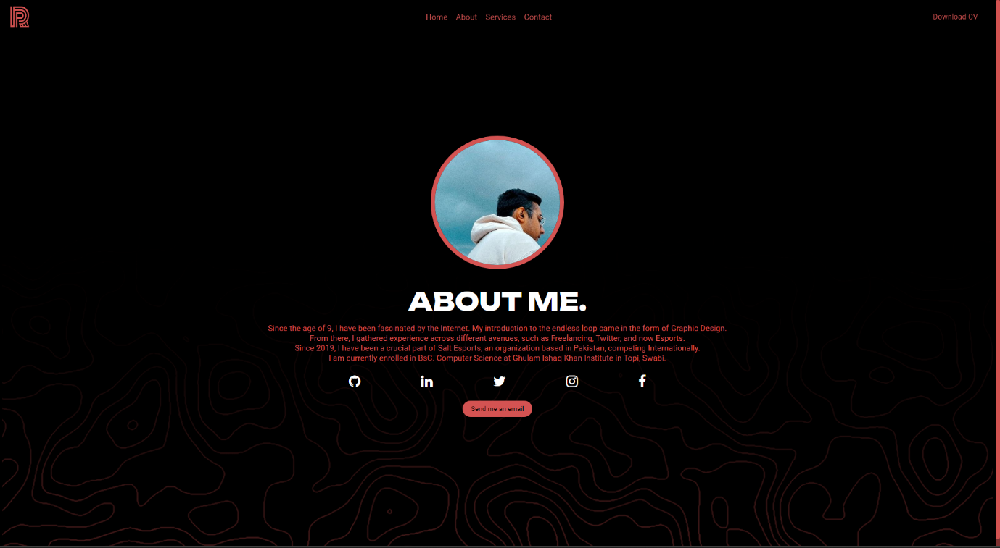 R
Home About Services Contact
Download CV
ABOUT ME.
Since the age of 9, I have been fascinated by the Internet. My introduction to the endless loop came in the form of Graphic Design.
From there, I gathered experience across different avenues, such as Freelancing, Twitter, and now Esports.
Since 2019, I have been a crucial part of Salt Esports, an organization based in Pakistan, competing Internationally.
I am currently enrolled in BsC. Computer Science at Ghulam Ishaq Khan Institute in Topi, Swabi.
in
f
Send me an email